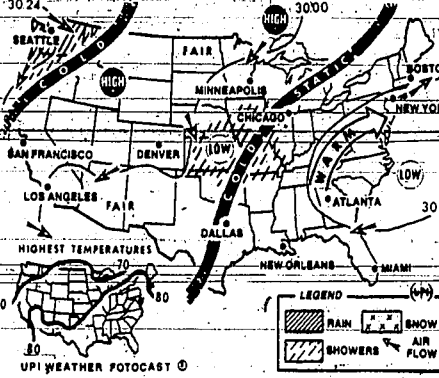 30.24
30.00
SEATTLE
COLD
HIGH
FAIR
HIGH
MINNEAPOLIS
STATIC
CHICAGO
BOSTON
NEW YORK
SAN FRANCISCO
DENVER
LOW
COLD
WARM
LOW
LOS ANGELES
FAIR
ATLANTA
30
DALLAS
HIGHEST TEMPERATURES
70
80
NEW ORLEANS
MIAMI
80
LEGEND
UPI
RAIN
SNOW
SHOWERS
AIR
FLOW
UPI WEATHER FOTOCAST